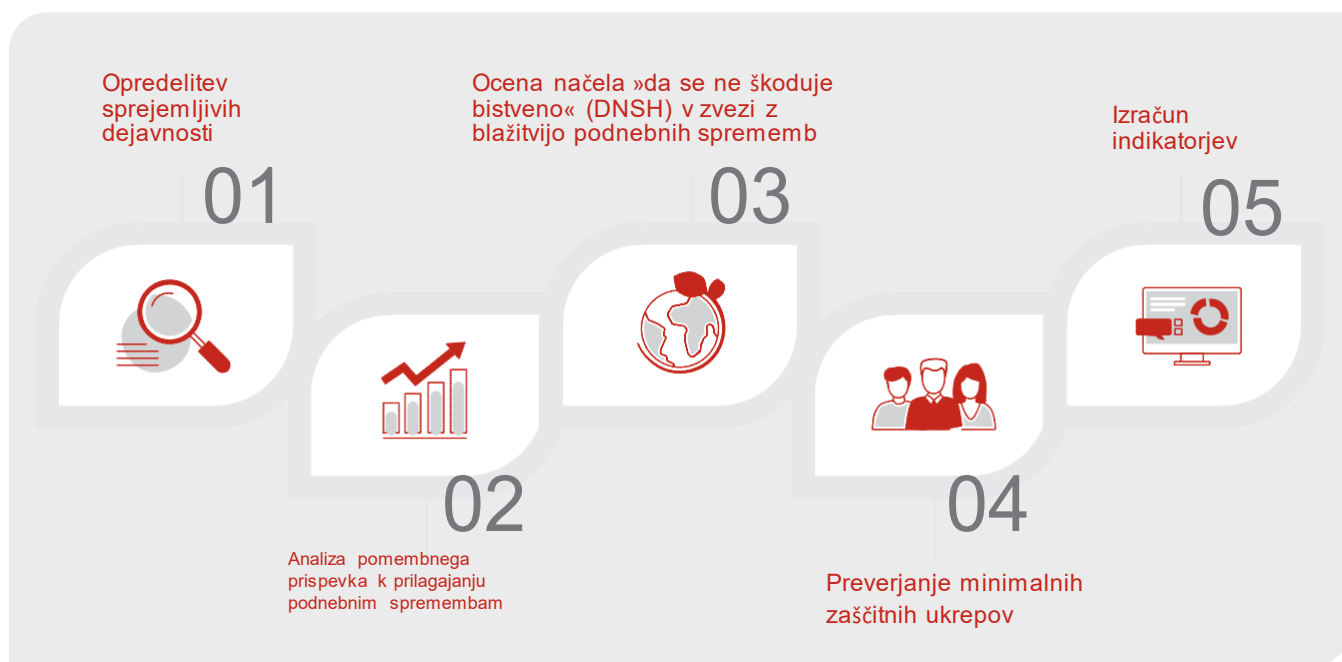 Opredelitev
sprejemljivih
dejavnosti
01
Analiza pomembnega
prispevka k prilagajanju
podnebnim spremembam
02
Ocena načela »da se ne škoduje
bistveno« (DNSH) v zvezi z
blažitvijo podnebnih sprememb
03
Preverjanje minimalnih
zaščitnih ukrepov
04
Izračun
indikatorjev
05